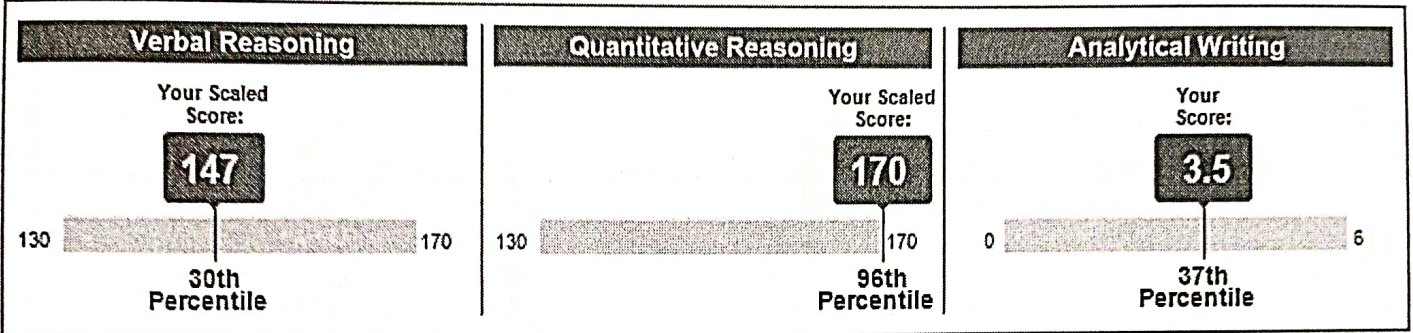 Verbal Reasoning
Your Scaled
Score:
147
130
170
30th
Percentile
Quantitative Reasoning
Your Scaled
Score:
170
130
170
96th
Percentile
Analytical Writing
Your
Score:
3.5
0
6
37th
Percentile